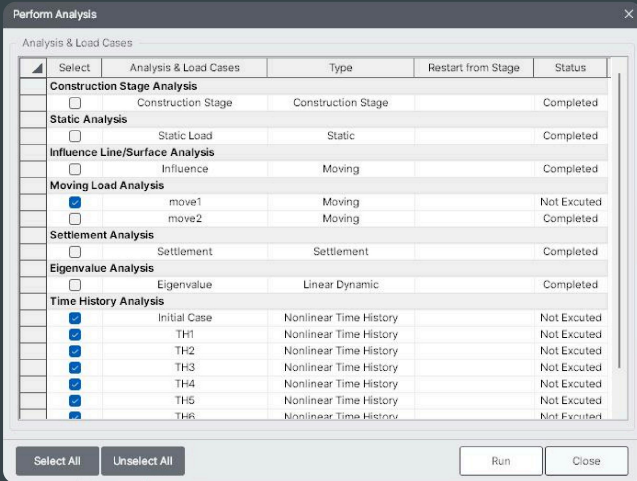 Perform Analysis
Analysis & Load Cases
Select Analysis & Load Cases Type Restart from Stage Status
Construction Stage Analysis
Construction Stage Construction Stage Completed
Static Analysis
Static Load Static Completed
Influence Line/Surface Analysis
Influence Moving Completed
Moving Load Analysis
move1 Moving Not Excuted
move2 Moving Completed
Settlement Analysis
Settlement Settlement Completed
Eigenvalue Analysis
Eigenvalue Linear Dynamic Completed
Time History Analysis
Initial Case Nonlinear Time History Not Excuted
TH1 Nonlinear Time History Not Excuted
TH2 Nonlinear Time History Not Excuted
TH3 Nonlinear Time History Not Excuted
TH4 Nonlinear Time History Not Excuted
TH5 Nonlinear Time History Not Excuted
TH6 Nonlinear Time History Not Excuted
Select All Unselect All Run Close